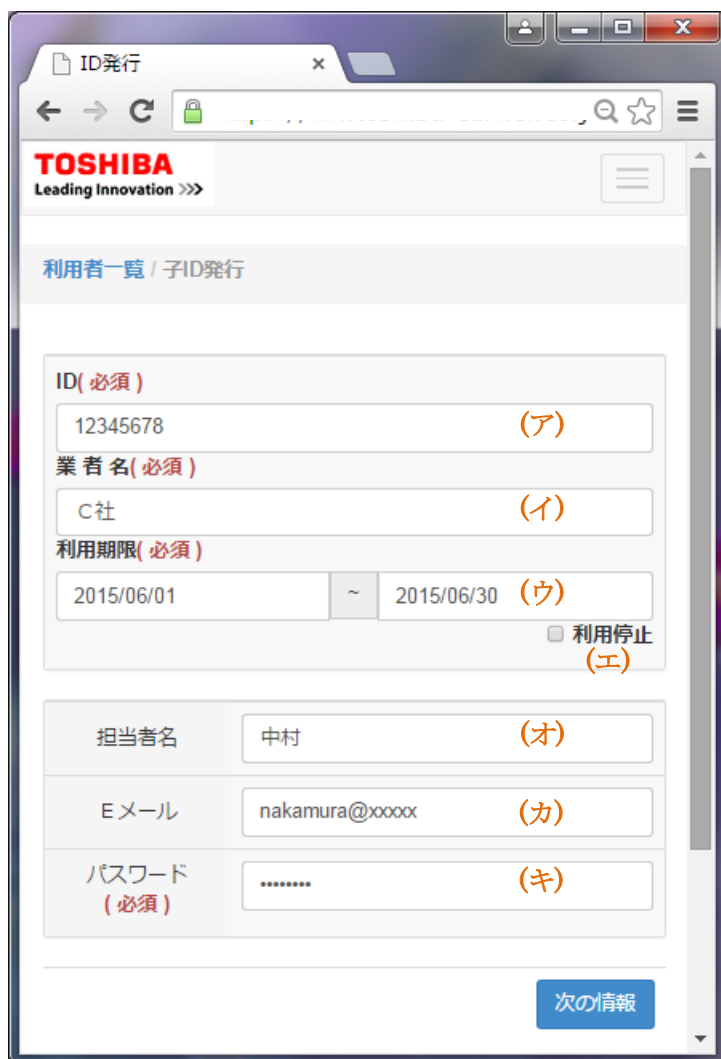 ID発行
TOSHIBA
Leading Innovation >>>
利用者一覧 / 子ID発行
ID( 必須 )
12345678 (ア)
業 者 名( 必須 )
C社 (イ)
利用期限( 必須 )
2015/06/01 ~ 2015/06/30 (ウ)
利用停止
(エ)
担当者名 中村 (オ)
Eメール nakamura@xxxxx (カ)
パスワード
( 必須 ) •••••••• (キ)
次の情報